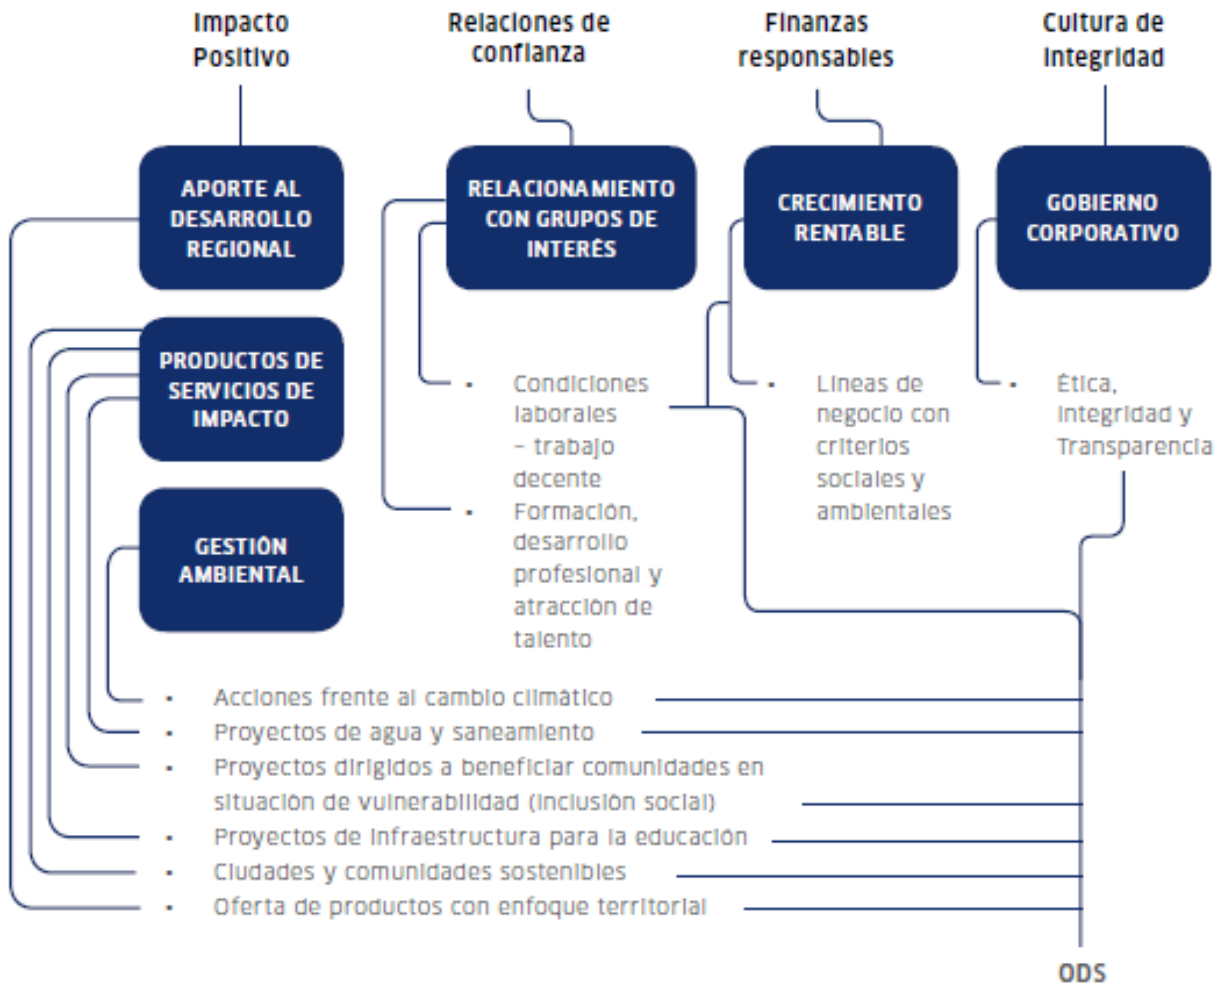 Impacto
Positivo
Relaciones de
confianza
Finanzas
responsables
Cultura de
Integridad
APORTE AL
DESARROLLO
REGIONAL
RELACIONAMIENTO
CON GRUPOS DE
INTERÉS
CRECIMIENTO
RENTABLE
GOBIERNO
CORPORATIVO
PRODUCTOS DE
SERVICIOS DE
IMPACTO
GESTIÓN
AMBIENTAL
▪ Condiciones
laborales
– trabajo
decente
▪ Formación,
desarrollo
profesional y
atracción de
talento
▪ Líneas de
negocio con
criterios
sociales y
ambientales
▪ Ética,
Integridad y
Transparencia
▪ Acciones frente al cambio climático
▪ Proyectos de agua y saneamiento
▪ Proyectos dirigidos a beneficiar comunidades en
situación de vulnerabilidad (Inclusión social)
▪ Proyectos de Infraestructura para la educación
▪ Ciudades y comunidades sostenibles
▪ Oferta de productos con enfoque territorial
ODS